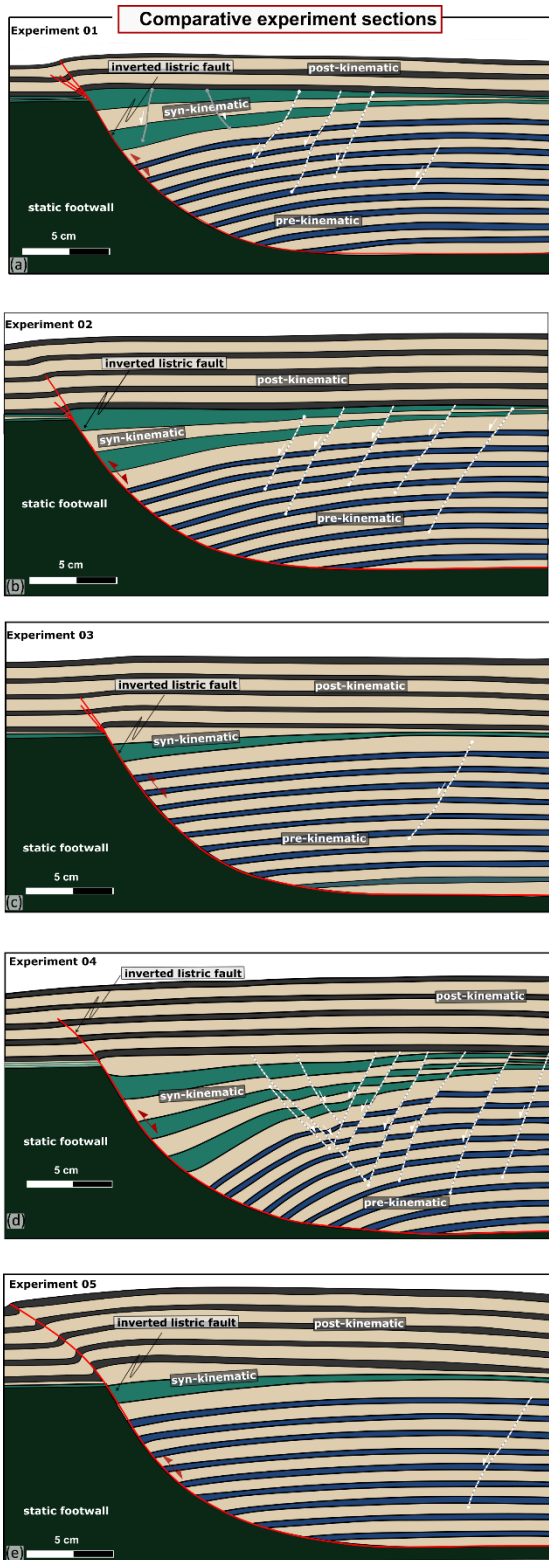 Comparative experiment sections
Experiment 01
inverted listric fault
post-kinematic
syn-kinematic
static footwall
pre-kinematic
5 cm
(a)
Experiment 02
inverted listric fault
post-kinematic
syn-kinematic
static footwall
pre-kinematic
5 cm
(b)
Experiment 03
inverted listric fault
post-kinematic
syn-kinematic
pre-kinematic
static footwall
5 cm
(c)
Experiment 04
inverted listric fault
post-kinematic
syn-kinematic
static footwall
5 cm
pre-kinematic
(d)
Experiment 05
inverted listric fault
post-kinematic
syn-kinematic
static footwall
5 cm
(e)